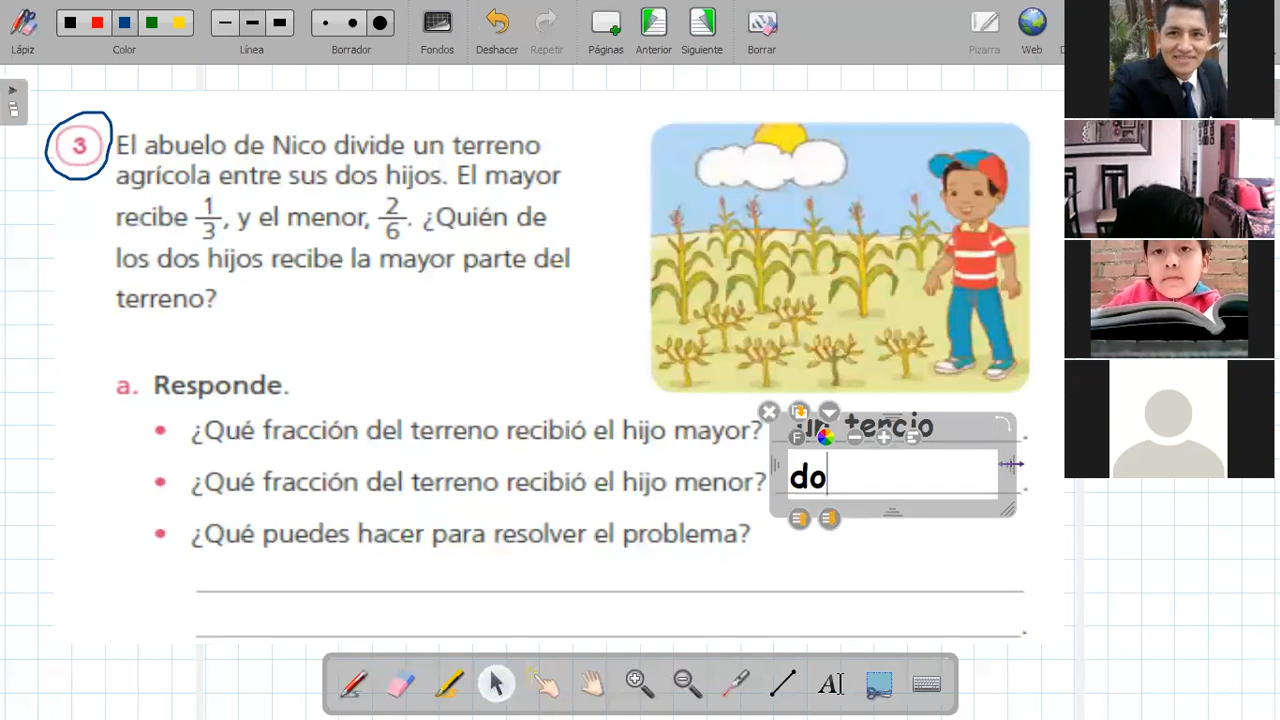 Lápiz
Color
Línea
Borrador
Fondos
Deshacer
Repetir
Páginas
Anterior
Siguiente
Borrar
Pizarra
Web
3 El abuelo de Nico divide un terreno
agrícola entre sus dos hijos. El mayor
recibe 1/3, y el menor, 2/6. ¿Quién de
los dos hijos recibe la mayor parte del
terreno?
a. Responde.
• ¿Qué fracción del terreno recibió el hijo mayor? un tercio.
• ¿Qué fracción del terreno recibió el hijo menor? do.
• ¿Qué puedes hacer para resolver el problema?